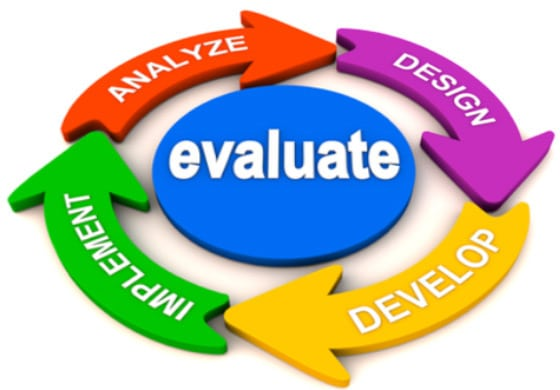 ANALYZE
DESIGN
evaluate
DEVELOP
IMPLEMENT